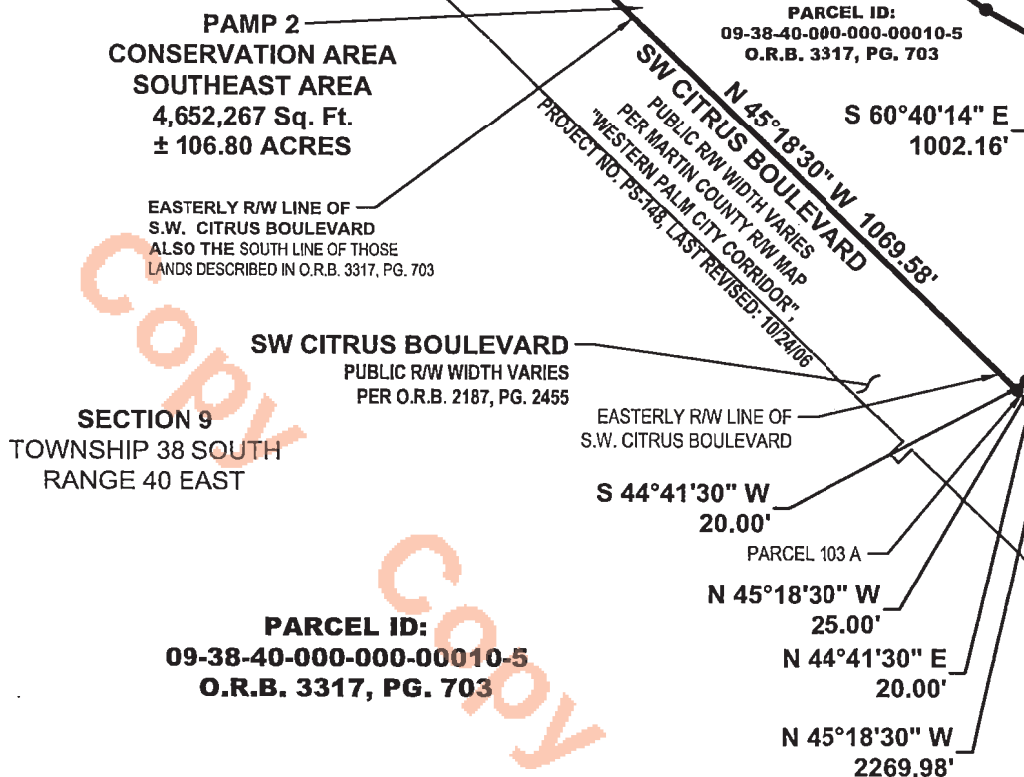 PAMP 2
CONSERVATION AREA
SOUTHEAST AREA
4,652,267 Sq. Ft.
± 106.80 ACRES
PARCEL ID:
09-38-40-000-000-00010-5
O.R.B. 3317, PG. 703
S 60°40'14" E
1002.16'
N 45°18'30" W 1069.58'
SW CITRUS BOULEVARD
PUBLIC R/W WIDTH VARIES
PER MARTIN COUNTY R/W MAP
"WESTERN PALM CITY CORRIDOR",
PROJECT NO. PS-148, LAST REVISED: 10/24/06
EASTERLY R/W LINE OF
S.W. CITRUS BOULEVARD
ALSO THE SOUTH LINE OF THOSE
LANDS DESCRIBED IN O.R.B. 3317, PG. 703
Copy
SW CITRUS BOULEVARD
PUBLIC R/W WIDTH VARIES
PER O.R.B. 2187, PG. 2455
SECTION 9
TOWNSHIP 38 SOUTH
RANGE 40 EAST
EASTERLY R/W LINE OF
S.W. CITRUS BOULEVARD
S 44°41'30" W
20.00'
PARCEL 103 A
N 45°18'30" W
25.00'
N 44°41'30" E
20.00'
N 45°18'30" W
2269.98'
PARCEL ID:
09-38-40-000-000-00010-5
O.R.B. 3317, PG. 703
Copy